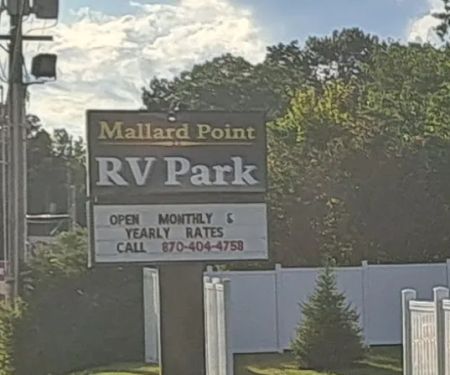 Mallard Point
RV Park
OPEN MONTHLY &
YEARLY RATES
CALL 870-404-4758